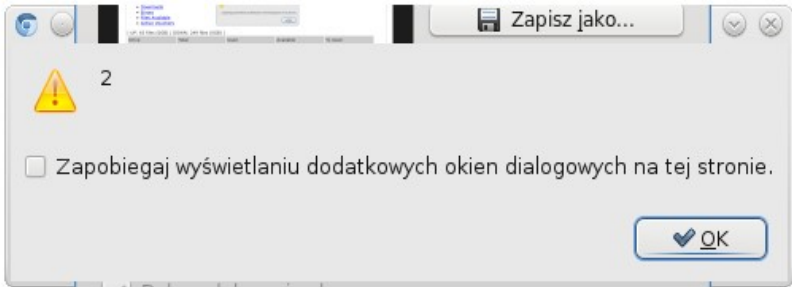 Zapisz jako...
2
Zapobiegaj wyświetlaniu dodatkowych okien dialogowych na tej stronie.
OK